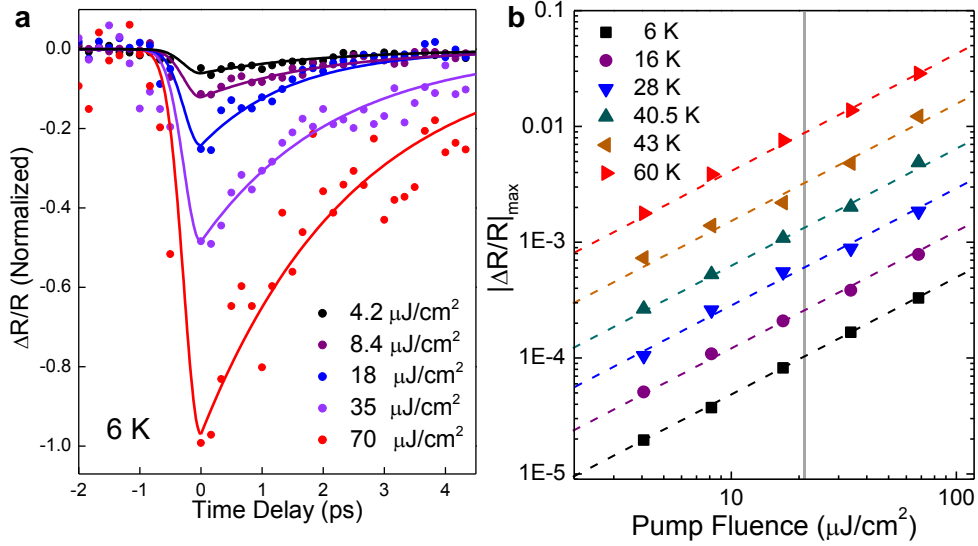 a
ΔR/R (Normalized)
0.0
-0.2
-0.4
-0.6
-0.8
-1.0
4.2 μJ/cm²
8.4 μJ/cm²
18 μJ/cm²
35 μJ/cm²
70 μJ/cm²
6 K
-2 -1 0 1 2 3 4
Time Delay (ps)
b
|ΔR/R|max
0.1
0.01
1E-3
1E-4
1E-5
6 K
16 K
28 K
40.5 K
43 K
60 K
10 100
Pump Fluence (μJ/cm²)